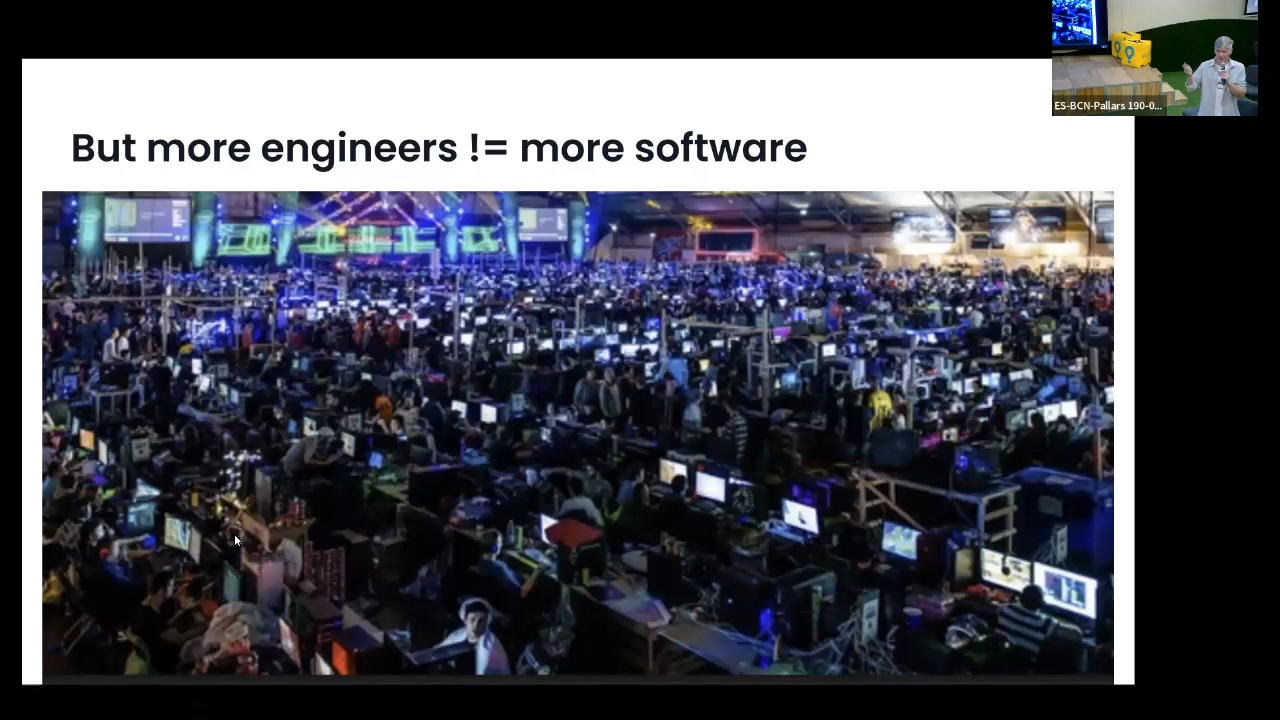 But more engineers != more software
ES-BCN-Pallars 190-0...